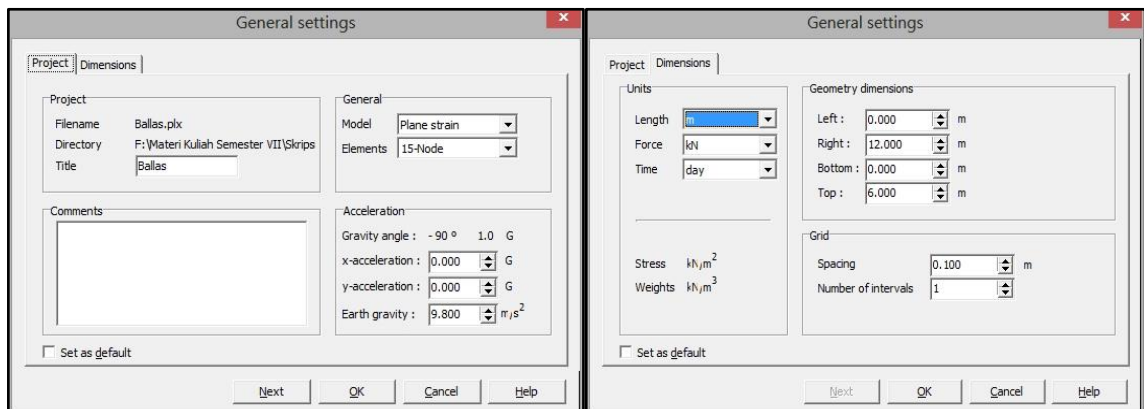 General settings
Project Dimensions
Project
Filename Ballas.plx
Directory F:\Materi Kuliah Semester VII\Skrips
Title Ballas
General
Model Plane strain
Elements 15-Node
Comments
Acceleration
Gravity angle : - 90 º 1.0 G
x-acceleration : 0.000 G
y-acceleration : 0.000 G
Earth gravity : 9.800 m/s²
Set as default
Next OK Cancel Help
General settings
Project Dimensions
Units
Length m
Force kN
Time day
Stress kN/m²
Weights kN/m³
Geometry dimensions
Left : 0.000 m
Right : 12.000 m
Bottom : 0.000 m
Top : 6.000 m
Grid
Spacing 0.100 m
Number of intervals 1
Set as default
Next OK Cancel Help